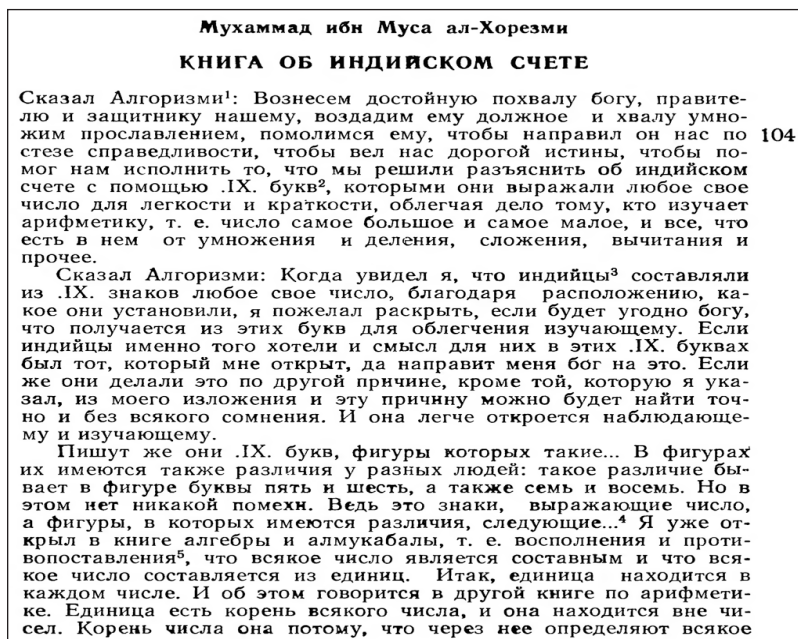 Мухаммад ибн Муса ал-Хорезми
КНИГА ОБ ИНДИЙСКОМ СЧЕТЕ
Сказал Алгоризми¹: Вознесем достойную похвалу богу, правите-
лю и защитнику нашему, воздадим ему должное и хвалу умно-
жим прославлением, помолимся ему, чтобы направил он нас по 104
стезе справедливости, чтобы вел нас дорогой истины, чтобы по-
мог нам исполнить то, что мы решили разъяснить об индийском
счете с помощью .IX. букв², которыми они выражали любое свое
число для легкости и краткости, облегчая дело тому, кто изучает
арифметику, т. е. число самое большое и самое малое, и все, что
есть в нем от умножения и деления, сложения, вычитания и
прочее.
Сказал Алгоризми: Когда увидел я, что индийцы³ составляли
из .IX. знаков любое свое число, благодаря расположению, ка-
кое они установили, я пожелал раскрыть, если будет угодно богу,
что получается из этих букв для облегчения изучающему. Если
индийцы именно того хотели и смысл для них в этих .IX. буквах
был тот, который мне открыт, да направит меня бог на это. Если
же они делали это по другой причине, кроме той, которую я ука-
зал, из моего изложения и эту причину можно будет найти точ-
но и без всякого сомнения. И она легче откроется наблюдающе-
му и изучающему.
Пишут же они .IX. букв, фигуры которых такие... В фигурах
их имеются также различия у разных людей: такое различие бы-
вает в фигуре буквы пять и шесть, а также семь и восемь. Но в
этом нет никакой помехи. Ведь это знаки, выражающие число,
а фигуры, в которых имеются различия, следующие...⁴ Я уже от-
крыл в книге алгебры и алмукабалы, т. е. восполнения и проти-
вопоставления⁵, что всякое число является составным и что вся-
кое число составляется из единиц. Итак, единица находится в
каждом числе. И об этом говорится в другой книге по арифмети-
ке. Единица есть корень всякого числа, и она находится вне чи-
сел. Корень числа она потому, что через нее определяют всякое